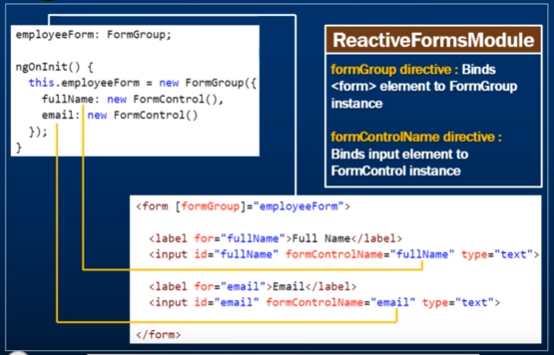 employeeForm: FormGroup;
ngOnInit() {
this.employeeForm = new FormGroup({
fullName: new FormControl(),
email: new FormControl()
});
}
ReactiveFormsModule
formGroup directive : Binds
<form> element to FormGroup
instance
formControlName directive :
Binds input element to
FormControl instance
<form [formGroup]="employeeForm">
<label for="fullName">Full Name</label>
<input id="fullName" formControlName="fullName" type="text">
<label for="email">Email</label>
<input id="email" formControlName="email" type="text">
</form>